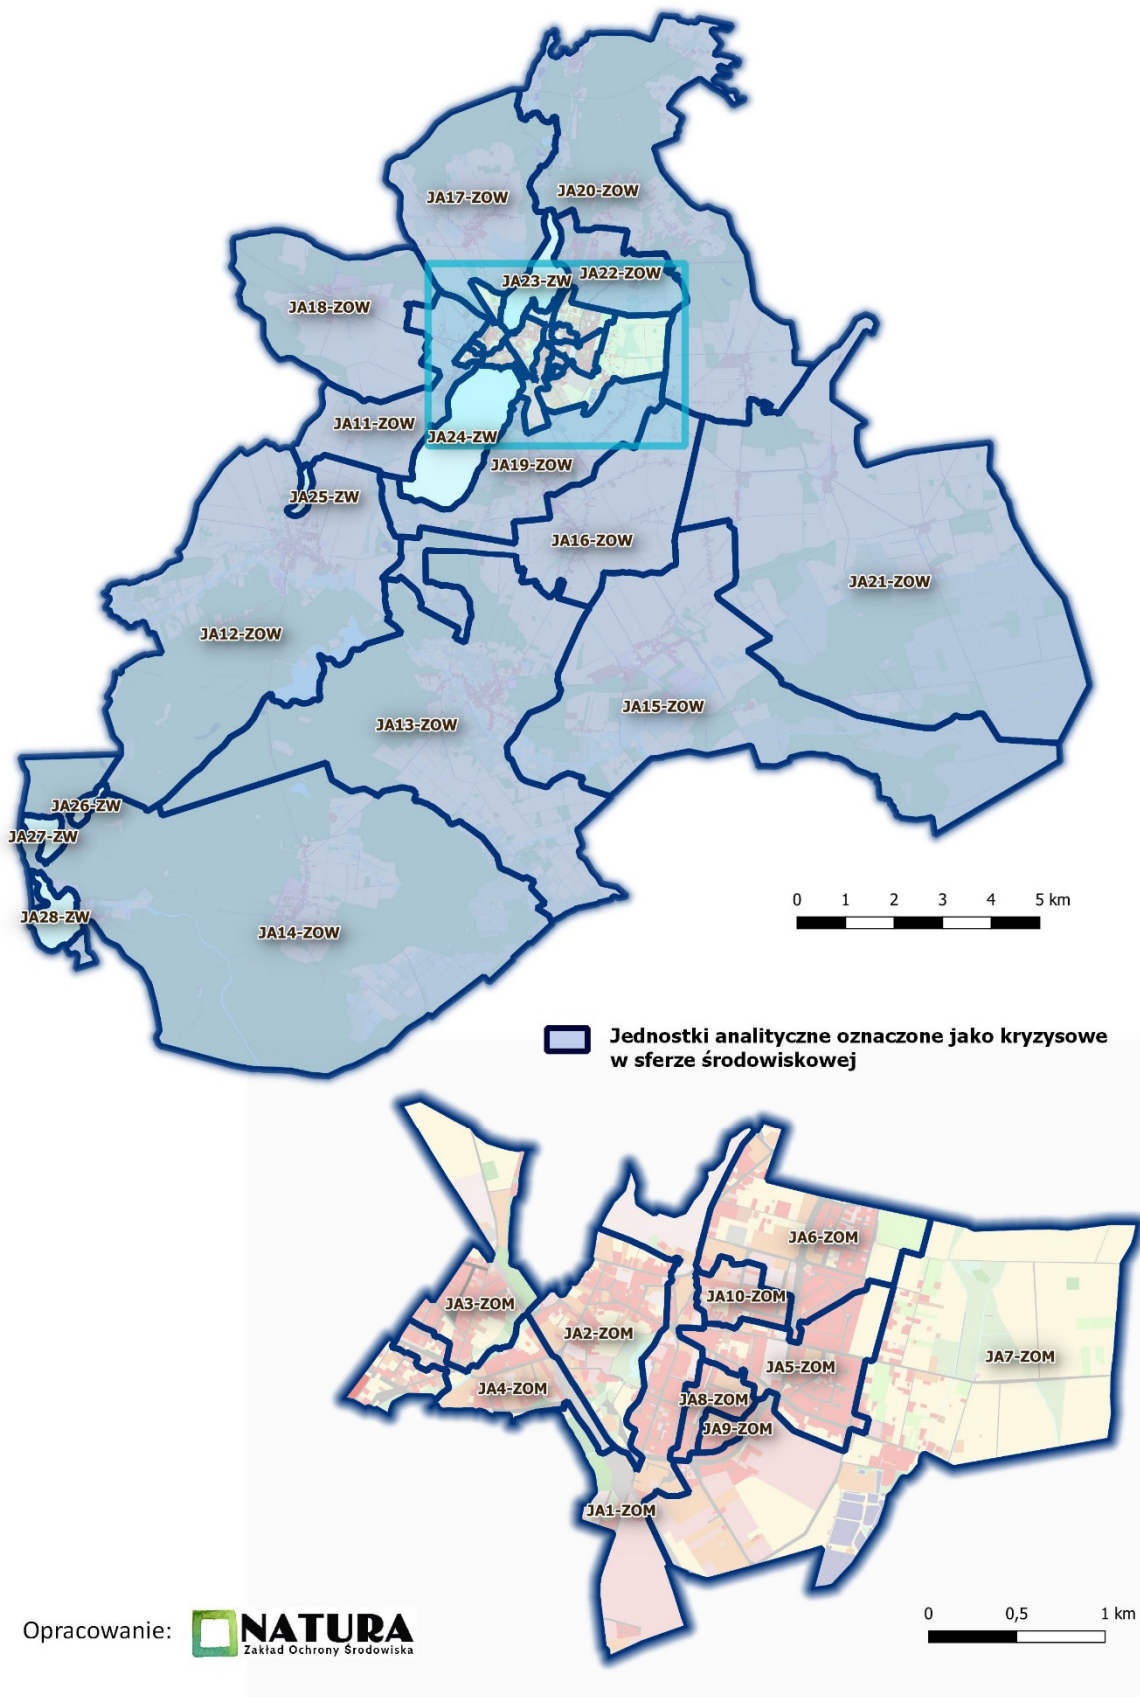 JA17-ZOW
JA20-ZOW
JA22-ZOW
JA23-ZW
JA18-ZOW
JA11-ZOW
JA24-ZW
JA19-ZOW
JA25-ZW
JA16-ZOW
JA21-ZOW
JA12-ZOW
JA15-ZOW
JA13-ZOW
JA26-ZW
JA27-ZW
JA28-ZW
JA14-ZOW
0 1 2 3 4 5 km
Jednostki analityczne oznaczone jako kryzysowe
w sferze środowiskowej
JA6-ZOM
JA10-ZOM
JA3-ZOM
JA2-ZOM
JA7-ZOM
JA5-ZOM
JA4-ZOM
JA8-ZOM
JA9-ZOM
JA1-ZOM
0 0,5 1 km
Opracowanie:
NATURA
Zakład Ochrony Środowiska